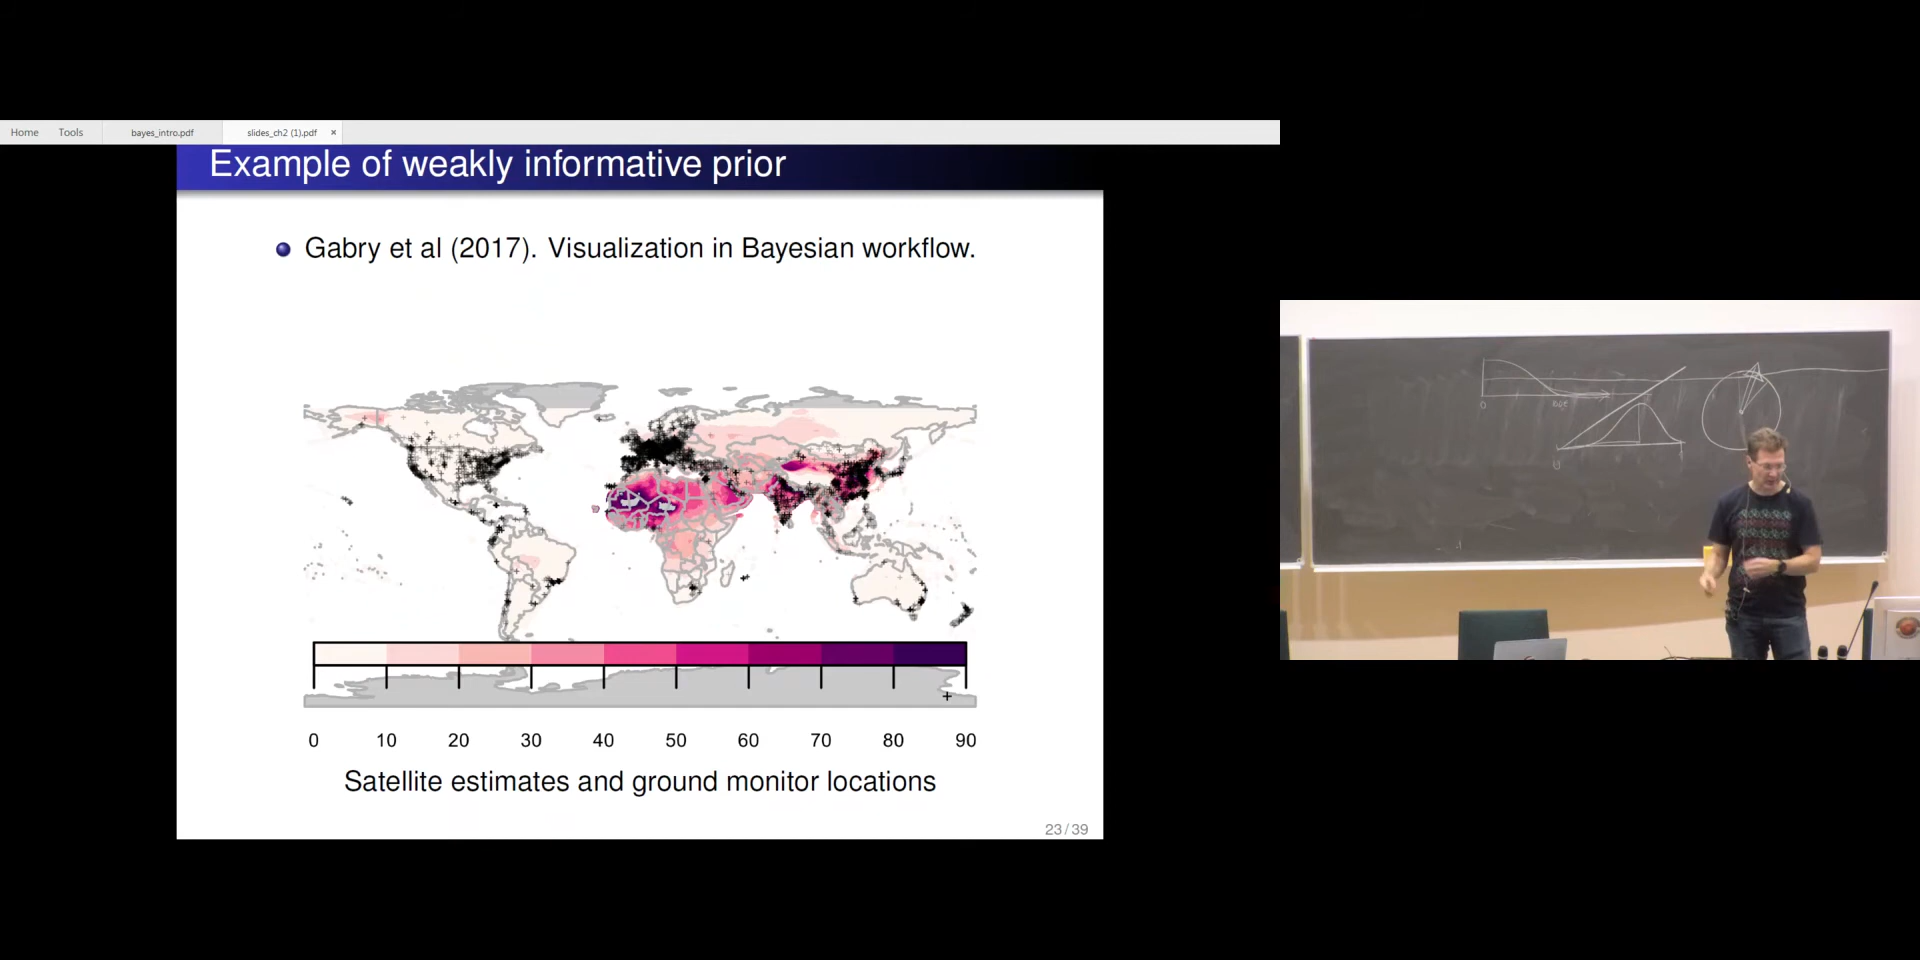 Home Tools bayes_intro.pdf slides_ch2 (1).pdf ×
Example of weakly informative prior
Gabry et al (2017). Visualization in Bayesian workflow.
0 10 20 30 40 50 60 70 80 90
Satellite estimates and ground monitor locations
23 / 39